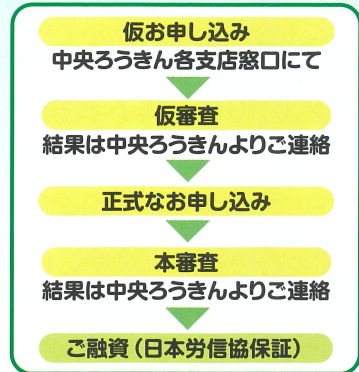 仮お申し込み
中央ろうきん各支店窓口にて
仮審査
結果は中央ろうきんよりご連絡
正式なお申し込み
本審査
結果は中央ろうきんよりご連絡
ご融資(日本労信協保証)